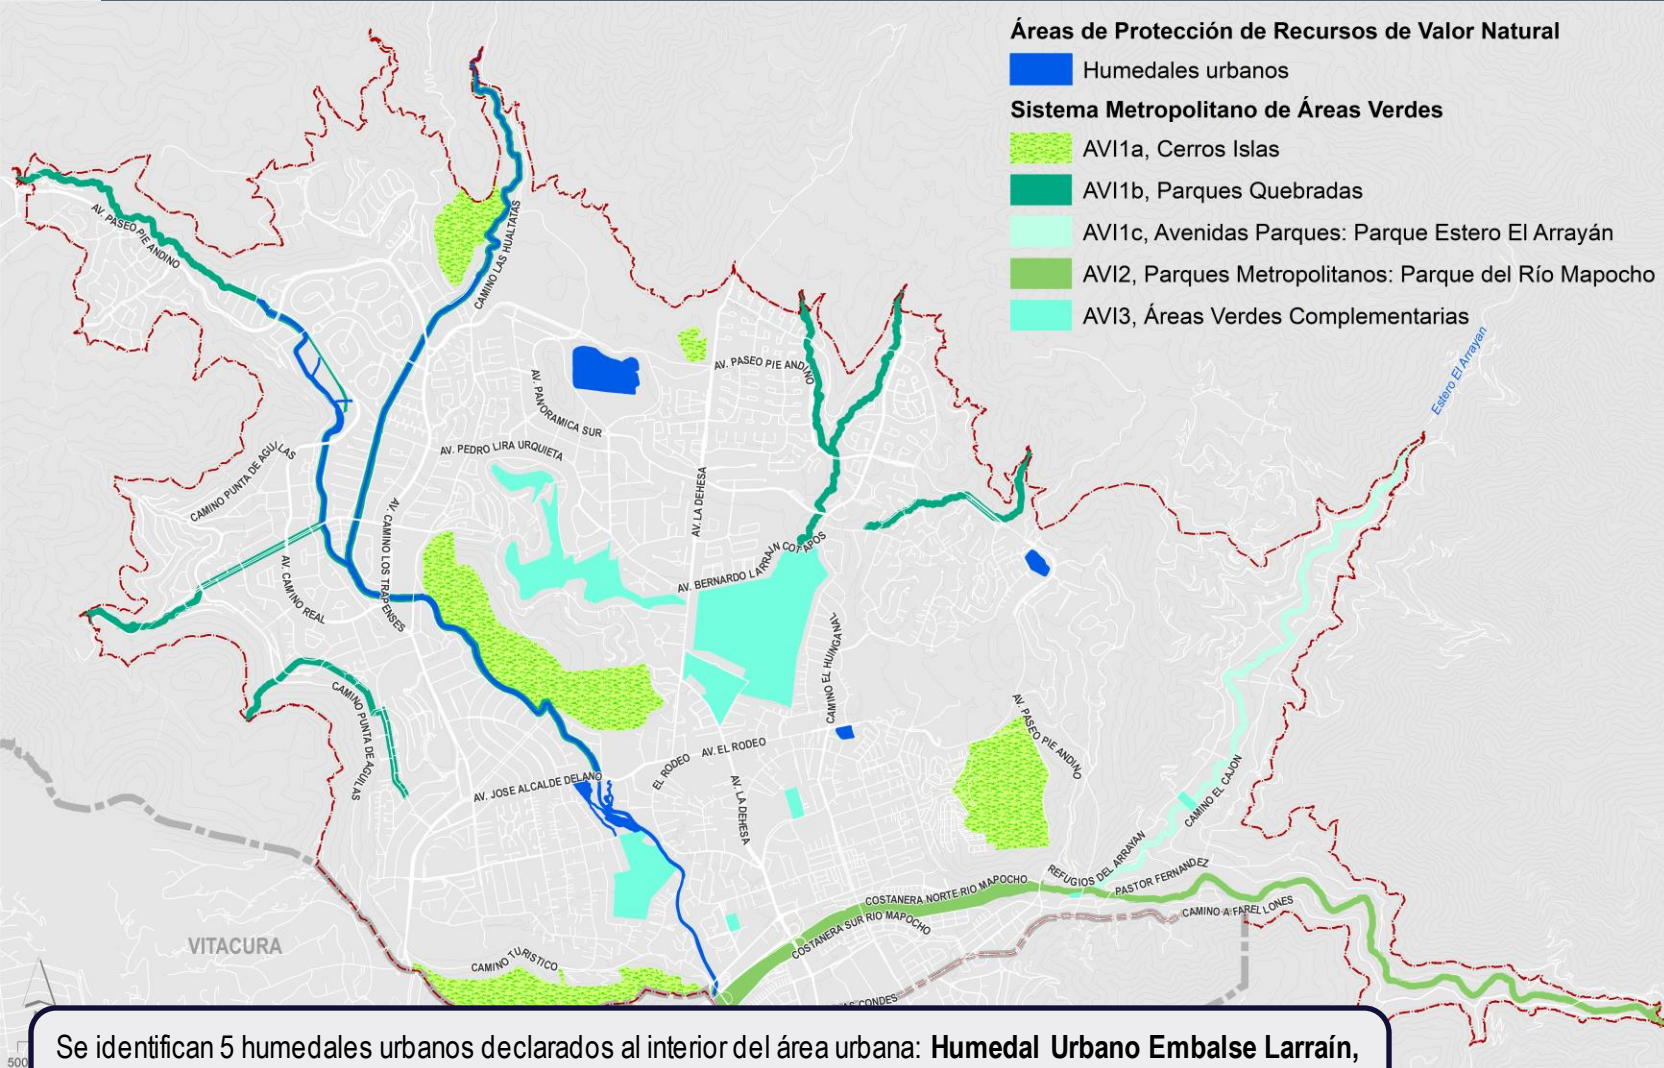 Áreas de Protección de Recursos de Valor Natural
Humedales urbanos
Sistema Metropolitano de Áreas Verdes
AVI1a, Cerros Islas
AVI1b, Parques Quebradas
AVI1c, Avenidas Parques: Parque Estero El Arrayán
AVI2, Parques Metropolitanos: Parque del Río Mapocho
AVI3, Áreas Verdes Complementarias
Estero El Arrayan
AV. PASEO PIE ANDINO
CAMINO LAS HUALTATAS
AV. PASEO PIE ANDINO
AV. PANORAMICA SUR
AV. PEDRO LIRA URQUIETA
CAMINO PUNTA DE AGUILAS
AV. LA DEHESA
AV. CAMINO LOS TRAPENSES
AV. BERNARDO LARRAIN COTAPOS
AV. CAMINO REAL
CAMINO EL HUINGANAL
CAMINO PUNTA DE AGUILAS
AV. PASEO PIE ANDINO
AV. EL RODEO
EL RODEO
AV. JOSE ALCALDE DELANO
AV. LA DEHESA
CAMINO EL CAJON
REFUGIOS DEL ARRAYAN
PASTOR FERNANDEZ
COSTANERA NORTE RIO MAPOCHO
CAMINO A FARELLONES
COSTANERA SUR RIO MAPOCHO
VITACURA
CAMINO TURISTICO
CONDES
500
Se identifican 5 humedales urbanos declarados al interior del área urbana: Humedal Urbano Embalse Larraín,